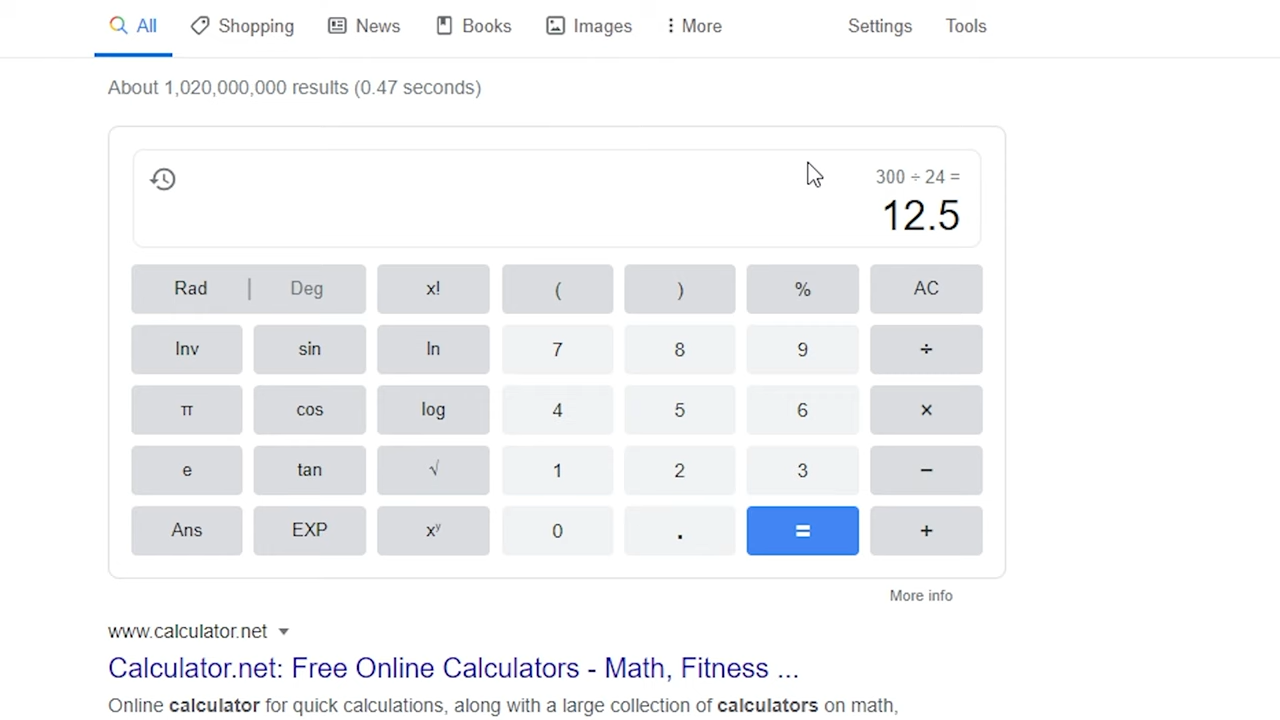 All Shopping News Books Images More Settings Tools
About 1,020,000,000 results (0.47 seconds)
300 ÷ 24 =
12.5
Rad | Deg x! ( ) % AC
Inv sin ln 7 8 9 ÷
π cos log 4 5 6 ×
e tan √ 1 2 3 −
Ans EXP xʸ 0 . = +
More info
www.calculator.net
Calculator.net: Free Online Calculators - Math, Fitness ...
Online calculator for quick calculations, along with a large collection of calculators on math,